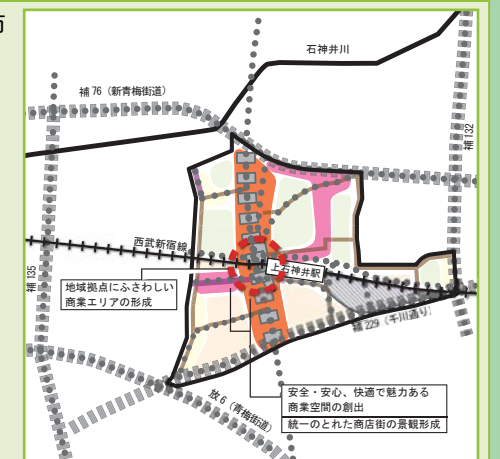 市
石神井川
補76（新青梅街道）
補132
西武新宿線
上石神井駅
補135
地域拠点にふさわしい
商業エリアの形成
補229（千川通り）
放6（青梅街道）
安全・安心、快適で魅力ある
商業空間の創出
統一のとれた商店街の景観形成